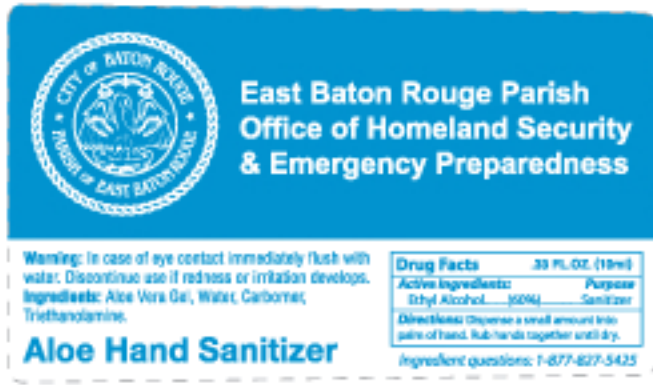 CITY OF BATON ROUGE
PARISH OF EAST BATON ROUGE
East Baton Rouge Parish
Office of Homeland Security
& Emergency Preparedness
Warning: In case of eye contact immediately flush with
water. Discontinue use if redness or irritation develops.
Ingredients: Aloe Vera Gel, Water, Carbomer,
Triethanolamine.
Aloe Hand Sanitizer
Drug Facts .33 FL.OZ. (10ml)
Active Ingredients: Purpose
Ethyl Alcohol......(60%)............ Sanitizer
Directions: Dispense a small amount into
palm of hand. Rub hands together until dry.
Ingredient questions: 1-877-827-5425